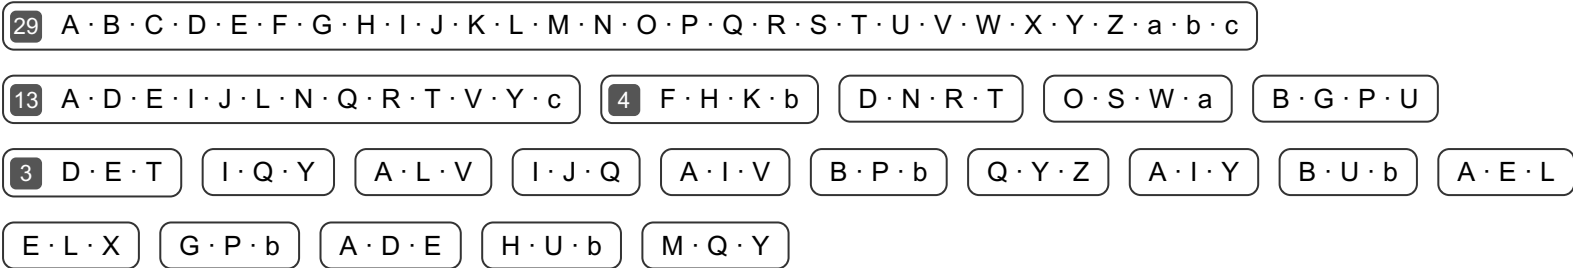 29 A · B · C · D · E · F · G · H · I · J · K · L · M · N · O · P · Q · R · S · T · U · V · W · X · Y · Z · a · b · c
13 A · D · E · I · J · L · N · Q · R · T · V · Y · c 4 F · H · K · b D · N · R · T O · S · W · a B · G · P · U
3 D · E · T I · Q · Y A · L · V I · J · Q A · I · V B · P · b Q · Y · Z A · I · Y B · U · b A · E · L
E · L · X G · P · b A · D · E H · U · b M · Q · Y